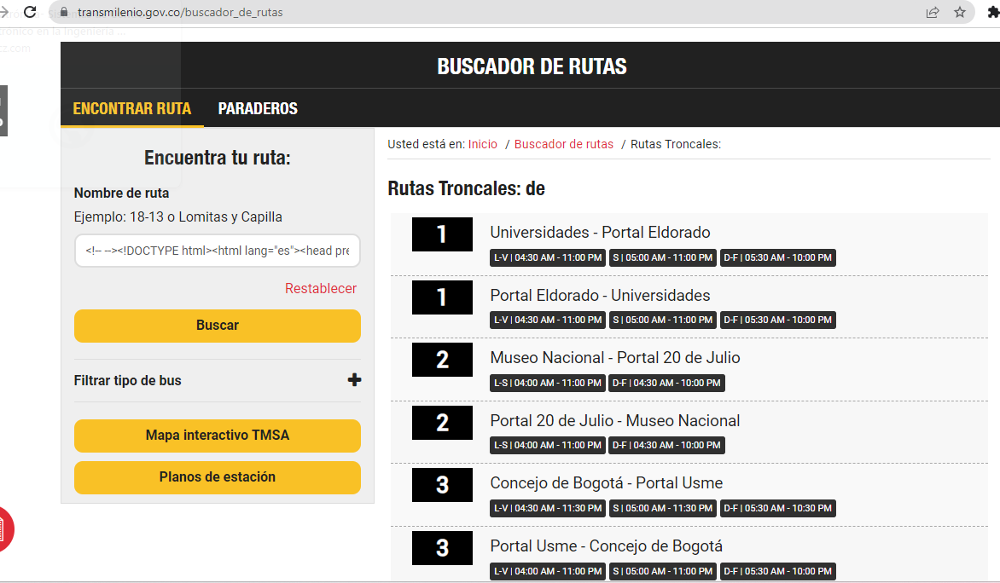 transmilenio.gov.co/buscador_de_rutas
BUSCADOR DE RUTAS
ENCONTRAR RUTA
PARADEROS
Encuentra tu ruta:
Nombre de ruta
Ejemplo: 18-13 o Lomitas y Capilla
<!-- --><!DOCTYPE html><html lang="es"><head pre
Restablecer
Buscar
Filtrar tipo de bus
Mapa interactivo TMSA
Planos de estación
Usted está en: Inicio / Buscador de rutas / Rutas Troncales:
Rutas Troncales: de
1 Universidades - Portal Eldorado
L-V | 04:30 AM - 11:00 PM S | 05:00 AM - 11:00 PM D-F | 05:30 AM - 10:00 PM
1 Portal Eldorado - Universidades
L-V | 04:30 AM - 11:00 PM S | 05:00 AM - 11:00 PM D-F | 05:30 AM - 10:00 PM
2 Museo Nacional - Portal 20 de Julio
L-S | 04:00 AM - 11:00 PM D-F | 04:30 AM - 10:00 PM
2 Portal 20 de Julio - Museo Nacional
L-S | 04:00 AM - 11:00 PM D-F | 04:30 AM - 10:00 PM
3 Concejo de Bogotá - Portal Usme
L-V | 04:30 AM - 11:30 PM S | 05:00 AM - 11:30 PM D-F | 05:30 AM - 10:30 PM
3 Portal Usme - Concejo de Bogotá
L-V | 04:00 AM - 11:00 PM S | 05:00 AM - 11:00 PM D-F | 05:30 AM - 10:00 PM